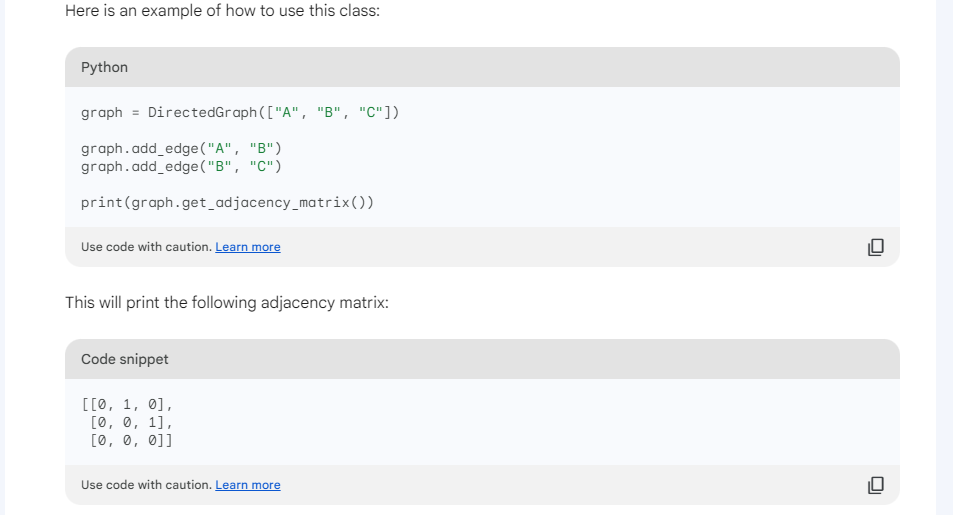 Here is an example of how to use this class:
Python
graph = DirectedGraph(["A", "B", "C"])
graph.add_edge("A", "B")
graph.add_edge("B", "C")
print(graph.get_adjacency_matrix())
Use code with caution. Learn more
This will print the following adjacency matrix:
Code snippet
[[0, 1, 0],
 [0, 0, 1],
 [0, 0, 0]]
Use code with caution. Learn more